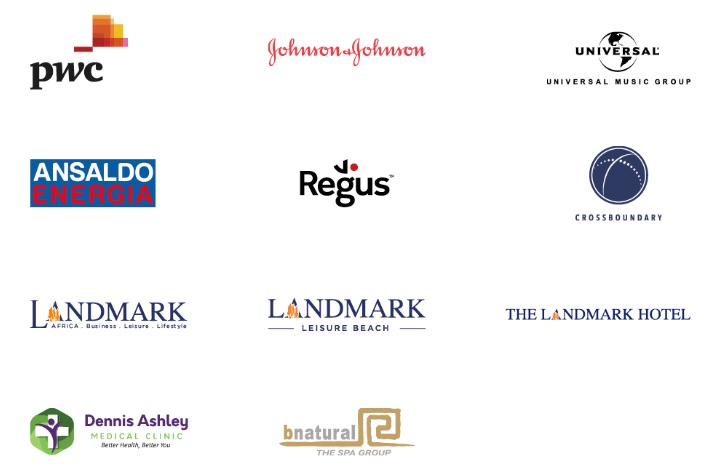 pwc
Johnson & Johnson
UNIVERSAL
UNIVERSAL MUSIC GROUP
ANSALDO
ENERGIA
Regus™
CROSSBOUNDARY
LANDMARK
AFRICA . Business . Leisure . Lifestyle
LANDMARK
LEISURE BEACH
THE LANDMARK HOTEL
Dennis Ashley
MEDICAL CLINIC
Better Health, Better You
bnatural
THE SPA GROUP